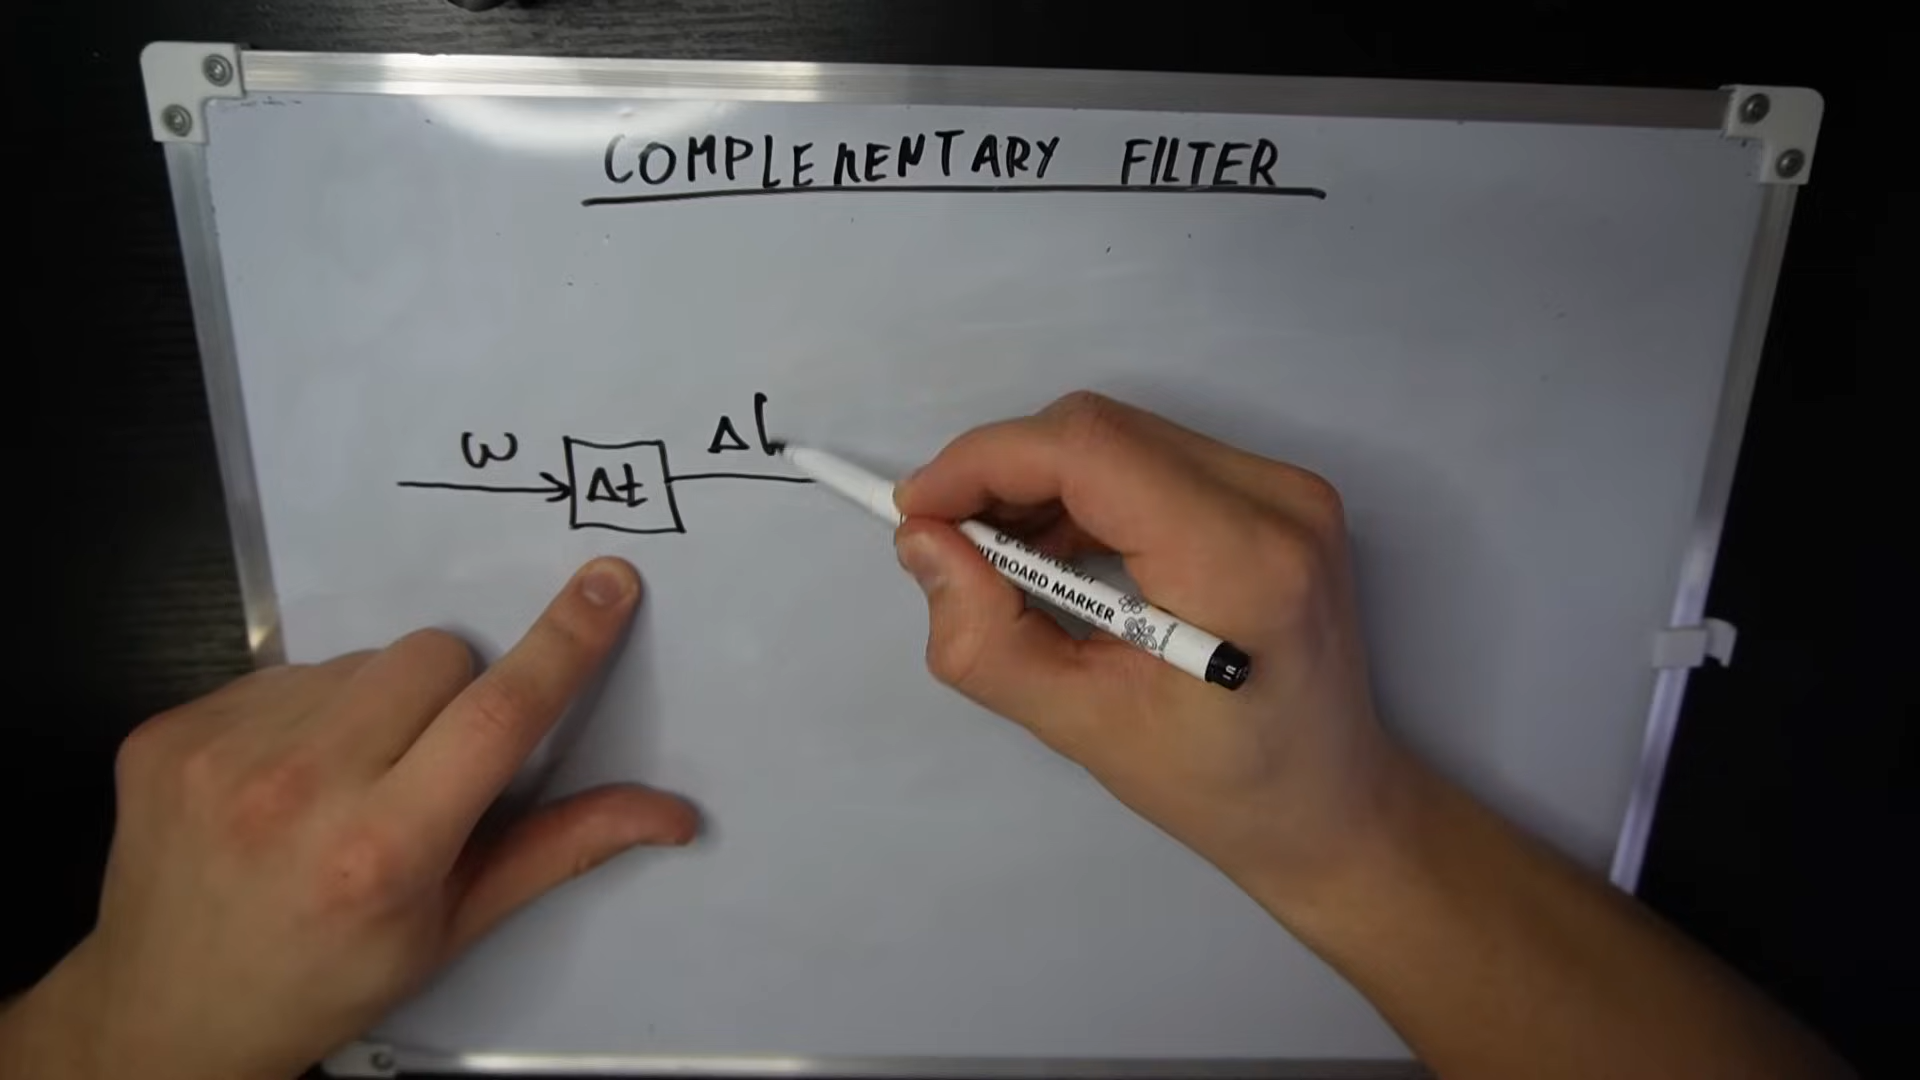 COMPLEMENTARY FILTER
ω
Δt
Δ
WHITEBOARD MARKER